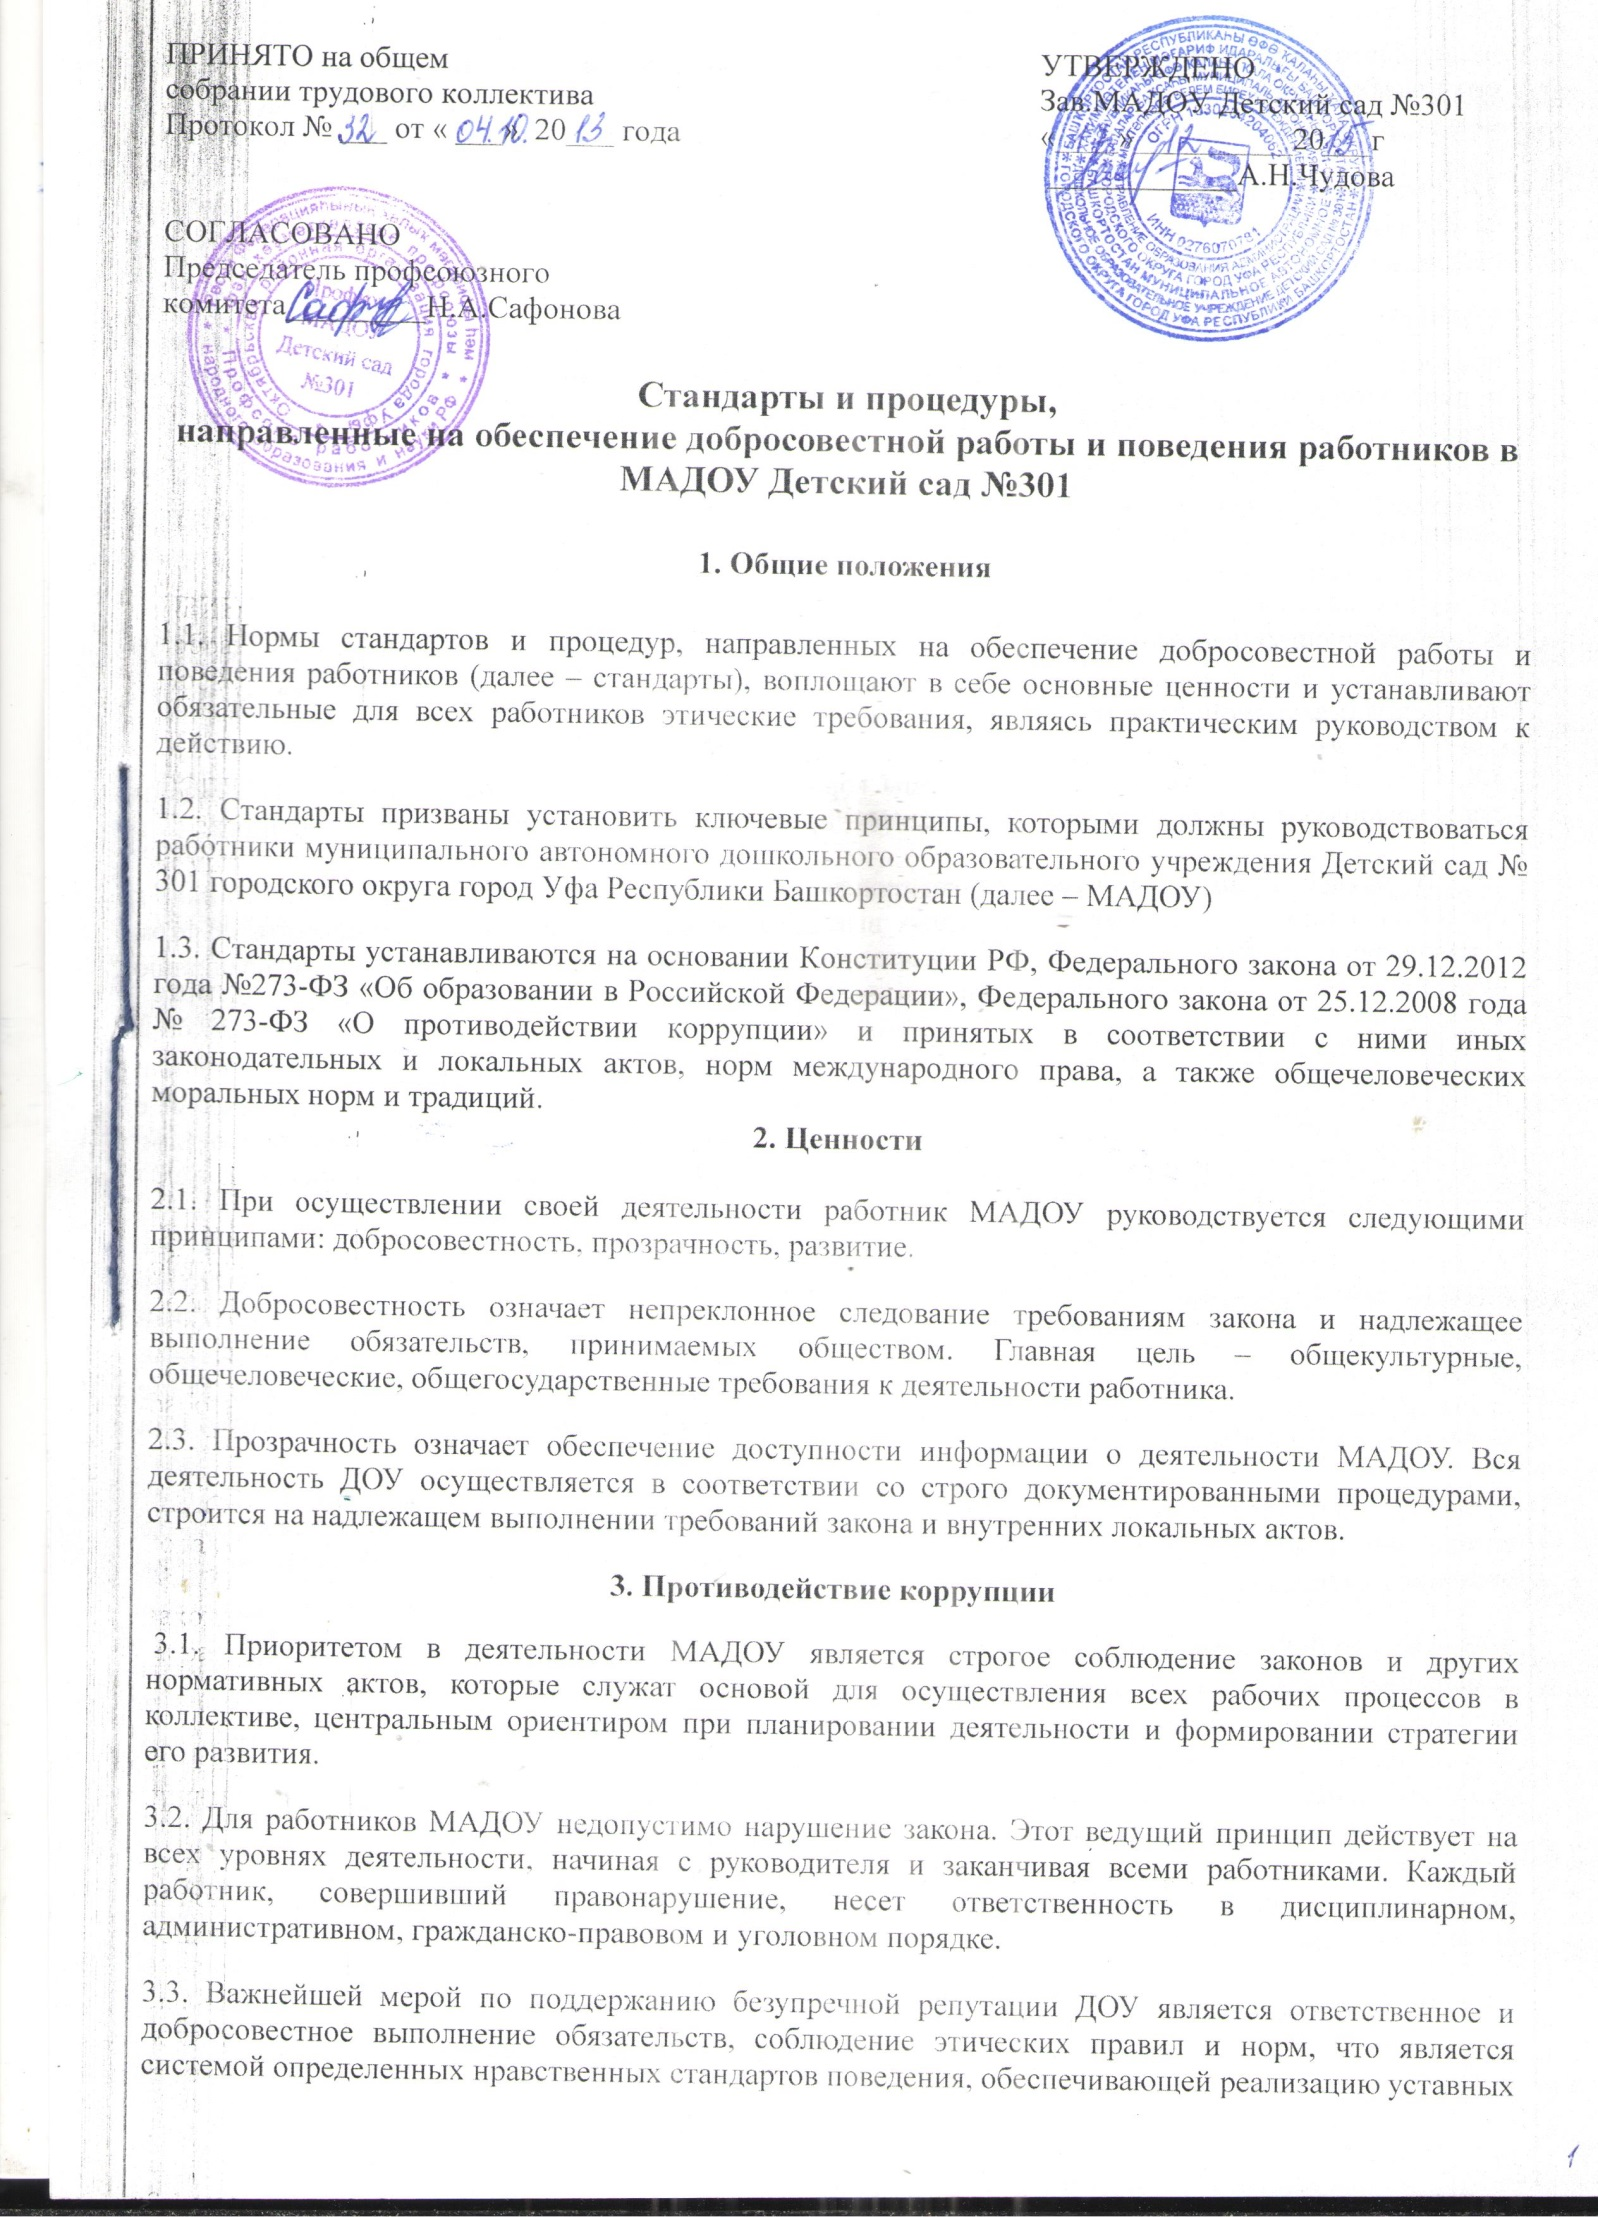 ПРИНЯТО на общем
собрании трудового коллектива
Протокол № 32 от « 04.10. 2013 года
УТВЕРЖДЕНО
Зав.МАДОУ Детский сад №301
А.Н.Чудова
СОГЛАСОВАНО
Председатель профсоюзного
комитета Н.А.Сафонова
МАДОУ
Детский сад
№301
ИНН 0276070731
Стандарты и процедуры,
направленные на обеспечение добросовестной работы и поведения работников в
МАДОУ Детский сад №301
1. Общие положения
1.1. Нормы стандартов и процедур, направленных на обеспечение добросовестной работы и
поведения работников (далее – стандарты), воплощают в себе основные ценности и устанавливают
обязательные для всех работников этические требования, являясь практическим руководством к
действию.
1.2. Стандарты призваны установить ключевые принципы, которыми должны руководствоваться
работники муниципального автономного дошкольного образовательного учреждения Детский сад №
301 городского округа город Уфа Республики Башкортостан (далее – МАДОУ)
1.3. Стандарты устанавливаются на основании Конституции РФ, Федерального закона от 29.12.2012
года №273-ФЗ «Об образовании в Российской Федерации», Федерального закона от 25.12.2008 года
№ 273-ФЗ «О противодействии коррупции» и принятых в соответствии с ними иных
законодательных и локальных актов, норм международного права, а также общечеловеческих
моральных норм и традиций.
2. Ценности
2.1. При осуществлении своей деятельности работник МАДОУ руководствуется следующими
принципами: добросовестность, прозрачность, развитие.
2.2. Добросовестность означает непреклонное следование требованиям закона и надлежащее
выполнение обязательств, принимаемых обществом. Главная цель – общекультурные,
общечеловеческие, общегосударственные требования к деятельности работника.
2.3. Прозрачность означает обеспечение доступности информации о деятельности МАДОУ. Вся
деятельность ДОУ осуществляется в соответствии со строго документированными процедурами,
строится на надлежащем выполнении требований закона и внутренних локальных актов.
3. Противодействие коррупции
3.1. Приоритетом в деятельности МАДОУ является строгое соблюдение законов и других
нормативных актов, которые служат основой для осуществления всех рабочих процессов в
коллективе, центральным ориентиром при планировании деятельности и формировании стратегии
его развития.
3.2. Для работников МАДОУ недопустимо нарушение закона. Этот ведущий принцип действует на
всех уровнях деятельности, начиная с руководителя и заканчивая всеми работниками. Каждый
работник, совершивший правонарушение, несет ответственность в дисциплинарном,
административном, гражданско-правовом и уголовном порядке.
3.3. Важнейшей мерой по поддержанию безупречной репутации ДОУ является ответственное и
добросовестное выполнение обязательств, соблюдение этических правил и норм, что является
системой определенных нравственных стандартов поведения, обеспечивающей реализацию уставных
1